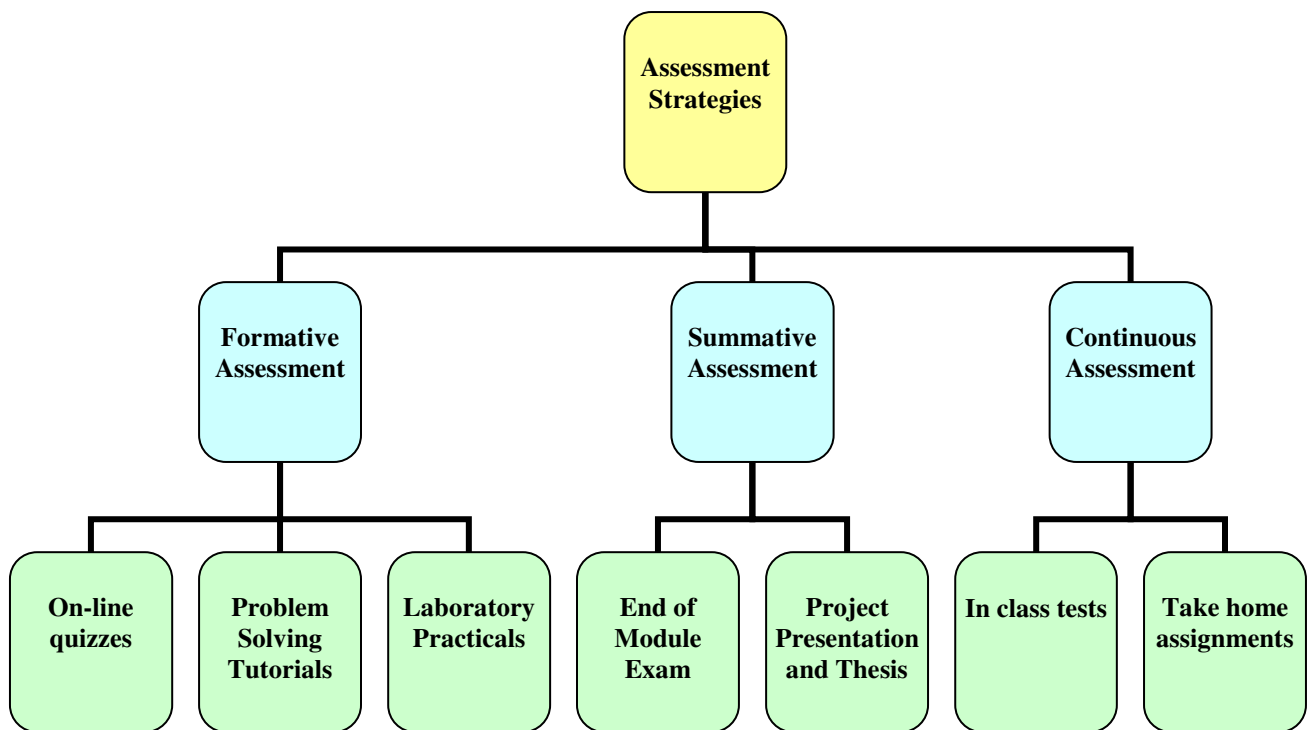 Assessment
Strategies
Formative
Assessment
Summative
Assessment
Continuous
Assessment
On-line
quizzes
Problem
Solving
Tutorials
Laboratory
Practicals
End of
Module
Exam
Project
Presentation
and Thesis
In class tests
Take home
assignments